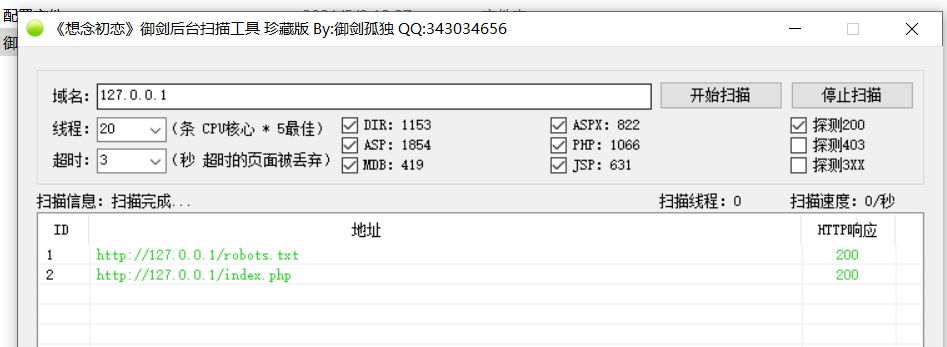 《想念初恋》御剑后台扫描工具 珍藏版 By:御剑孤独 QQ:343034656
域名: 127.0.0.1 开始扫描 停止扫描
线程: 20 (条 CPU核心 * 5最佳) DIR: 1153 ASPX: 822 探测200
ASP: 1854 PHP: 1066 探测403
超时: 3 (秒 超时的页面被丢弃) MDB: 419 JSP: 631 探测3XX
扫描信息: 扫描完成... 扫描线程: 0 扫描速度: 0/秒
ID 地址 HTTP响应
1 http://127.0.0.1/robots.txt 200
2 http://127.0.0.1/index.php 200